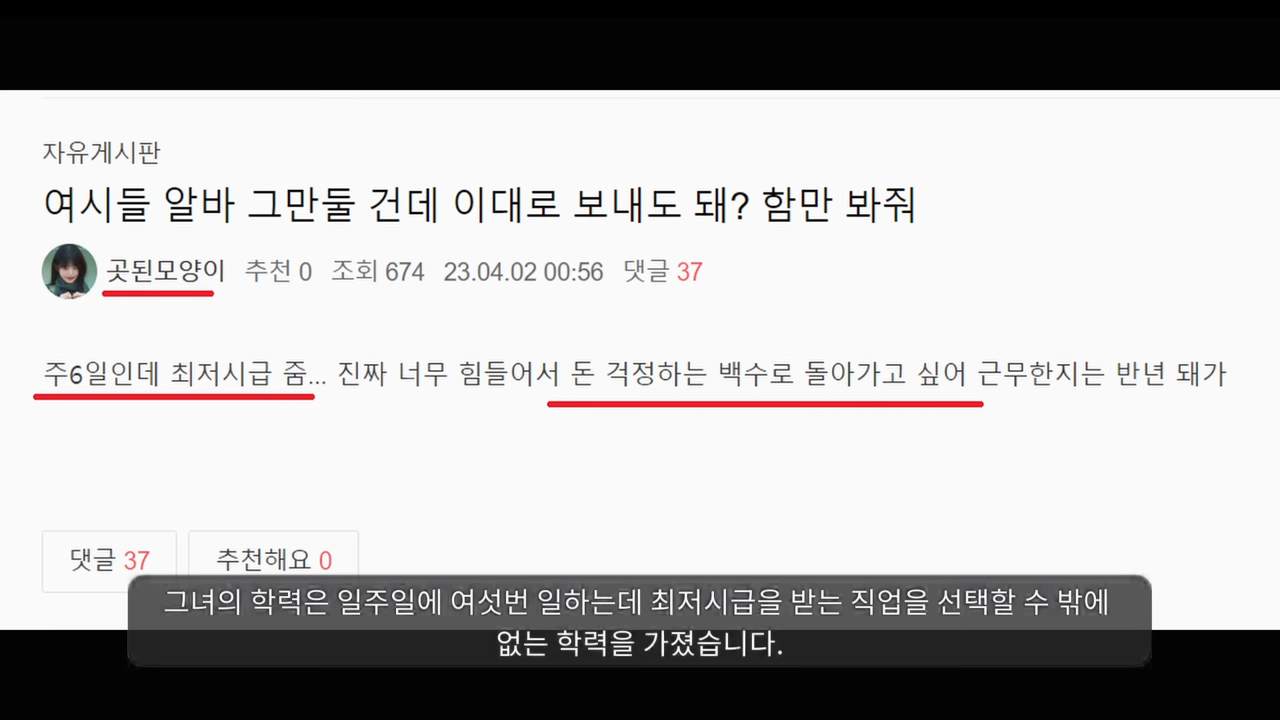 자유게시판
여시들 알바 그만둘 건데 이대로 보내도 돼? 함만 봐줘
곳된모양이 추천 0 조회 674 23.04.02 00:56 댓글 37
주6일인데 최저시급 줌... 진짜 너무 힘들어서 돈 걱정하는 백수로 돌아가고 싶어 근무한지는 반년 돼가
댓글 37 추천해요 0
그녀의 학력은 일주일에 여섯번 일하는데 최저시급을 받는 직업을 선택할 수 밖에
없는 학력을 가졌습니다.